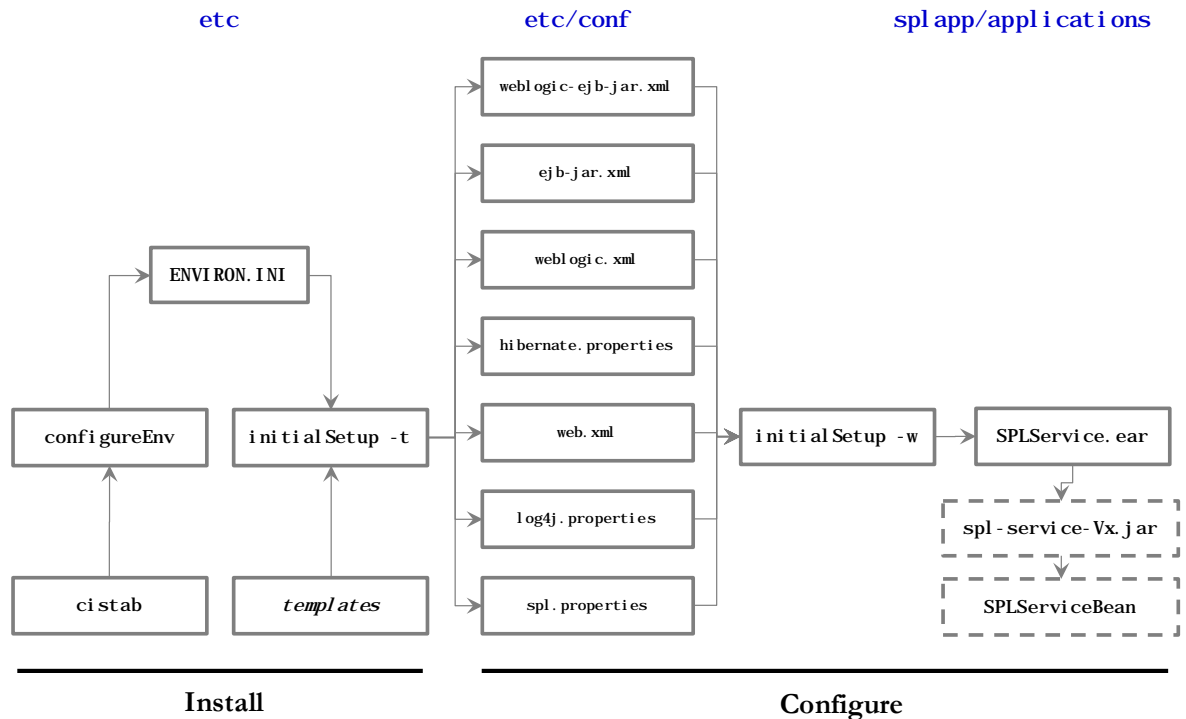 etc
etc/conf
splapp/applications
weblogic-ejb-jar.xml
ejb-jar.xml
weblogic.xml
ENVIRON.INI
hibernate.properties
configureEnv
initialSetup -t
web.xml
initialSetup -w
SPLService.ear
log4j.properties
spl-service-Vx.jar
cistab
templates
spl.properties
SPLServiceBean
Install
Configure